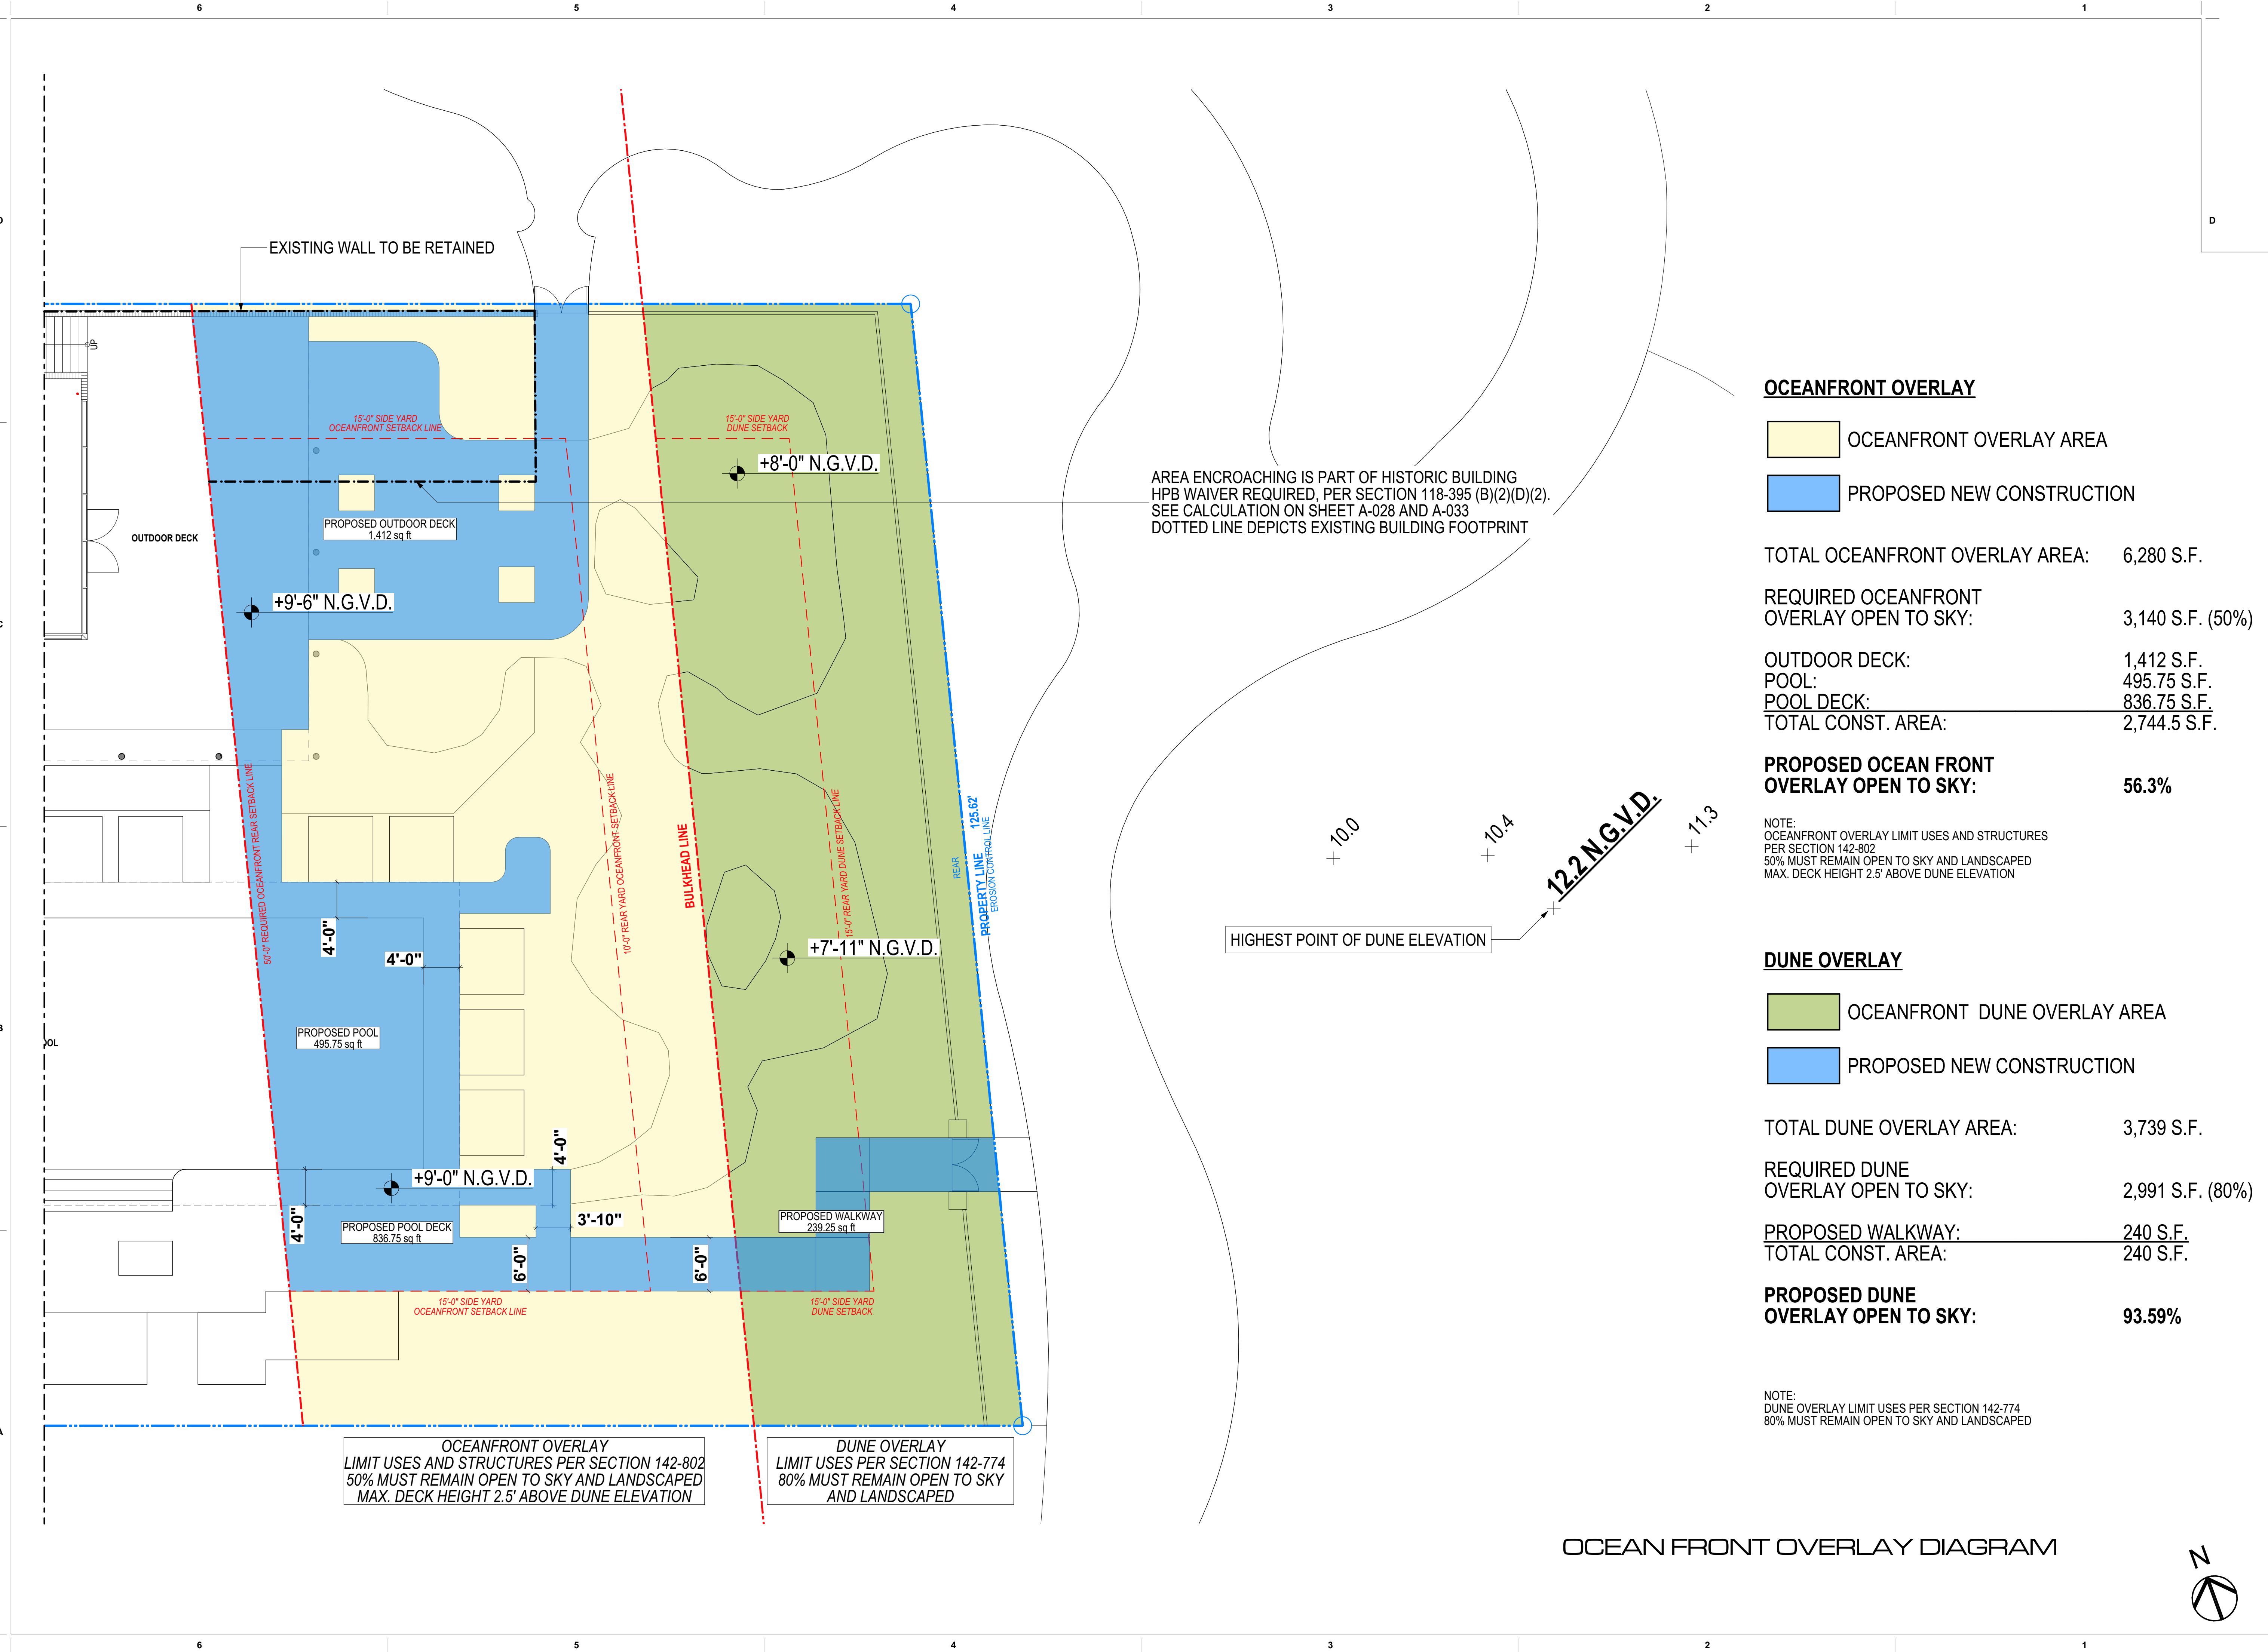 6
5
4
3
2
1
D
D
EXISTING WALL TO BE RETAINED
UP
15'-0" SIDE YARD
OCEANFRONT SETBACK LINE
15'-0" SIDE YARD
DUNE SETBACK
+8'-0" N.G.V.D.
AREA ENCROACHING IS PART OF HISTORIC BUILDING
HPB WAIVER REQUIRED, PER SECTION 118-395 (B)(2)(D)(2).
SEE CALCULATION ON SHEET A-028 AND A-033
DOTTED LINE DEPICTS EXISTING BUILDING FOOTPRINT
PROPOSED OUTDOOR DECK
1,412 sq ft
OUTDOOR DECK
+9'-6" N.G.V.D.
C
50'-0" REQUIRED OCEANFRONT REAR SETBACK LINE
10'-0" REAR YARD OCEANFRONT SETBACK LINE
BULKHEAD LINE
15'-0" REAR YARD DUNE SETBACK LINE
REAR
PROPERTY LINE 125.62'
EROSION CONTROL LINE
10.0
10.4
12.2 N.G.V.D.
11.3
HIGHEST POINT OF DUNE ELEVATION
4'-0"
4'-0"
+7'-11" N.G.V.D.
B
PROPOSED POOL
495.75 sq ft
OOL
4'-0"
+9'-0" N.G.V.D.
4'-0"
PROPOSED POOL DECK
836.75 sq ft
3'-10"
PROPOSED WALKWAY
239.25 sq ft
6'-0"
6'-0"
15'-0" SIDE YARD
OCEANFRONT SETBACK LINE
15'-0" SIDE YARD
DUNE SETBACK
A
OCEANFRONT OVERLAY
LIMIT USES AND STRUCTURES PER SECTION 142-802
50% MUST REMAIN OPEN TO SKY AND LANDSCAPED
MAX. DECK HEIGHT 2.5' ABOVE DUNE ELEVATION
DUNE OVERLAY
LIMIT USES PER SECTION 142-774
80% MUST REMAIN OPEN TO SKY
AND LANDSCAPED
OCEANFRONT OVERLAY
OCEANFRONT OVERLAY AREA
PROPOSED NEW CONSTRUCTION
TOTAL OCEANFRONT OVERLAY AREA: 6,280 S.F.
REQUIRED OCEANFRONT
OVERLAY OPEN TO SKY: 3,140 S.F. (50%)
OUTDOOR DECK: 1,412 S.F.
POOL: 495.75 S.F.
POOL DECK: 836.75 S.F.
TOTAL CONST. AREA: 2,744.5 S.F.
PROPOSED OCEAN FRONT
OVERLAY OPEN TO SKY: 56.3%
NOTE:
OCEANFRONT OVERLAY LIMIT USES AND STRUCTURES
PER SECTION 142-802
50% MUST REMAIN OPEN TO SKY AND LANDSCAPED
MAX. DECK HEIGHT 2.5' ABOVE DUNE ELEVATION
DUNE OVERLAY
OCEANFRONT DUNE OVERLAY AREA
PROPOSED NEW CONSTRUCTION
TOTAL DUNE OVERLAY AREA: 3,739 S.F.
REQUIRED DUNE
OVERLAY OPEN TO SKY: 2,991 S.F. (80%)
PROPOSED WALKWAY: 240 S.F.
TOTAL CONST. AREA: 240 S.F.
PROPOSED DUNE
OVERLAY OPEN TO SKY: 93.59%
NOTE:
DUNE OVERLAY LIMIT USES PER SECTION 142-774
80% MUST REMAIN OPEN TO SKY AND LANDSCAPED
OCEAN FRONT OVERLAY DIAGRAM
N
6
5
4
3
2
1